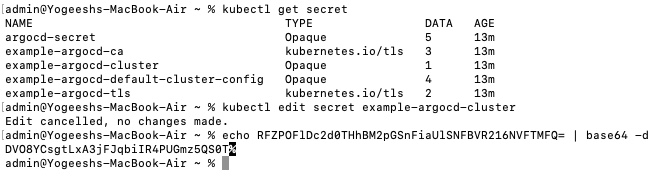 [admin@Yogeeshs-MacBook-Air ~ % kubectl get secret
NAME TYPE DATA AGE
argocd-secret Opaque 5 13m
example-argocd-ca kubernetes.io/tls 3 13m
example-argocd-cluster Opaque 1 13m
example-argocd-default-cluster-config Opaque 4 13m
example-argocd-tls kubernetes.io/tls 2 13m
[admin@Yogeeshs-MacBook-Air ~ % kubectl edit secret example-argocd-cluster
Edit cancelled, no changes made.
[admin@Yogeeshs-MacBook-Air ~ % echo RFZPOFlDc2d0THhBM2pGSnFiaUlSNFBVR216NVFTMFQ= | base64 -d
DVO8YCsgtLxA3jFJqbiIR4PUGmz5QS0T%
admin@Yogeeshs-MacBook-Air ~ %